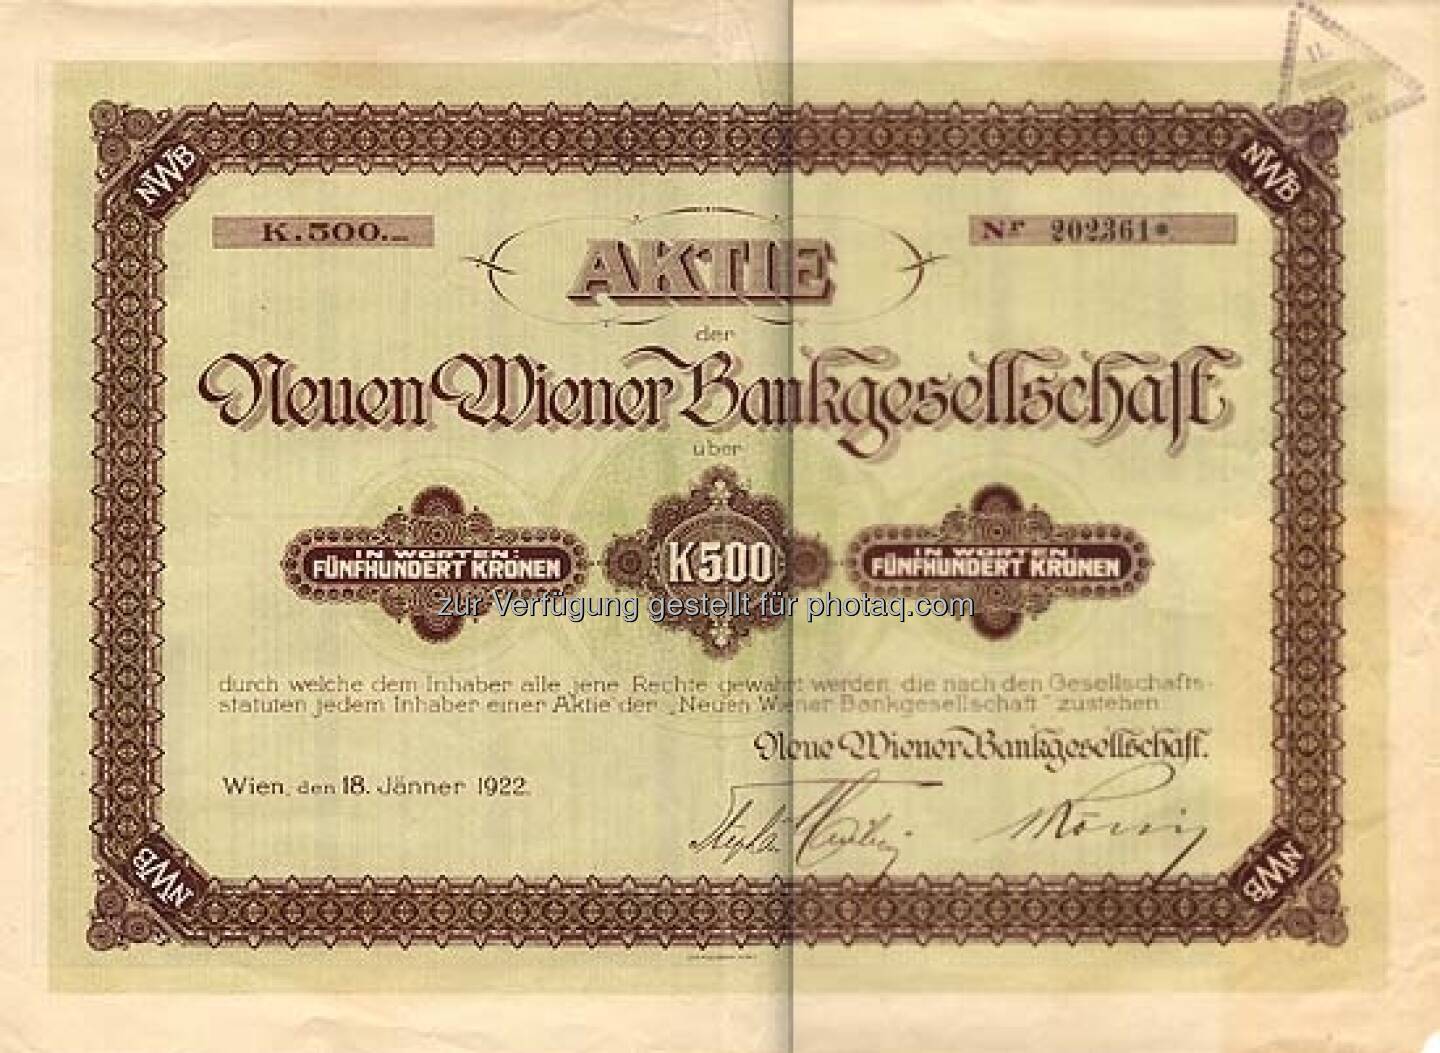 NWB
NWB
K.500.—
AKTIE
Nr 202361*
der
Neuen Wiener Bankgesellschaft
über
IN WORTEN:
FÜNFHUNDERT KRONEN
K500
IN WORTEN:
FÜNFHUNDERT KRONEN
zur Verfügung gestellt für photaq.com
durch welche dem Inhaber alle jene Rechte gewährt werden, die nach den Gesellschafts-
statuten jedem Inhaber einer Aktie der „Neuen Wiener Bankgesellschaft" zustehen.
Neue Wiener Bankgesellschaft.
Wien, den 18. Jänner 1922.
NWB
NWB